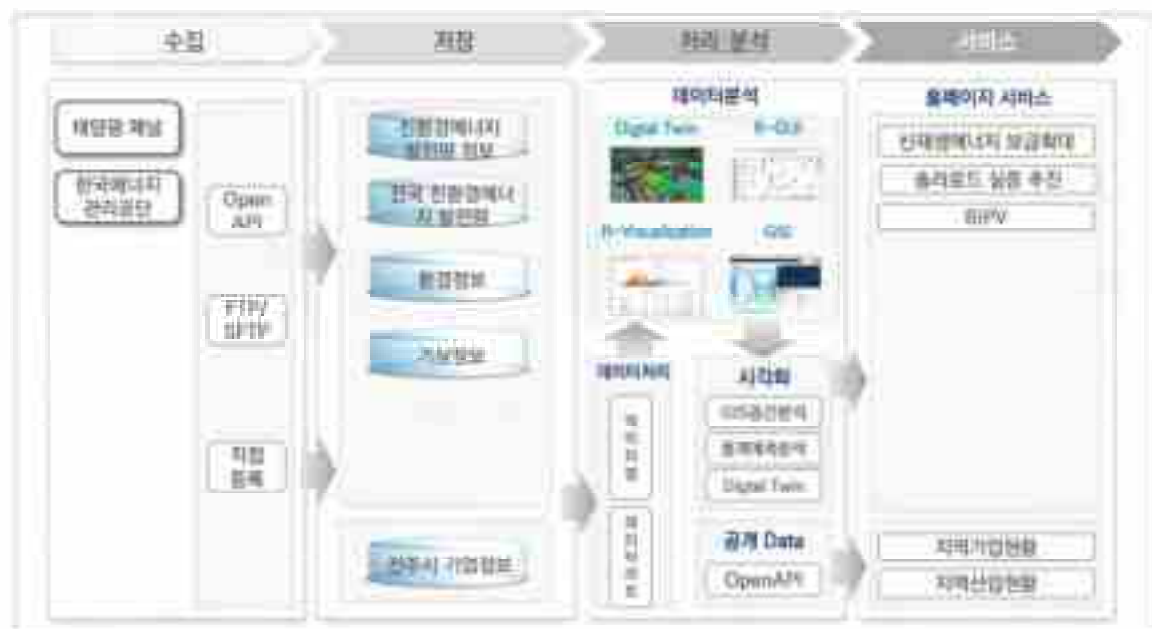 수집
저장
처리 분석
서비스
태양광 패널
한국에너지
관리공단
Open
API
FTP/
SFTP
직접
등록
친환경에너지
발전량 정보
전국 친환경에너
지 발전량
환경정보
기상정보
전주시 기업정보
데이터분석
Digital Twin
R-GUI
R-Visualization
GIS
데이터처리
시각화
GIS공간분석
통계예측분석
Digital Twin
공개 Data
OpenAPI
홈페이지 서비스
신재생에너지 보급확대
솔라로드 실증 추진
BIPV
지역기업현황
지역산업현황